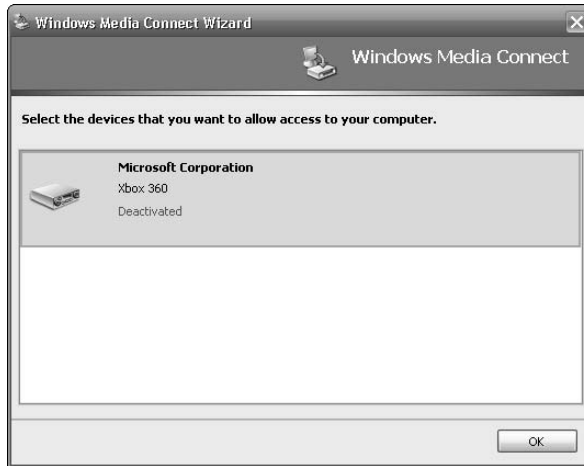 Windows Media Connect Wizard
Windows Media Connect
Select the devices that you want to allow access to your computer.
Microsoft Corporation
Xbox 360
Deactivated
OK